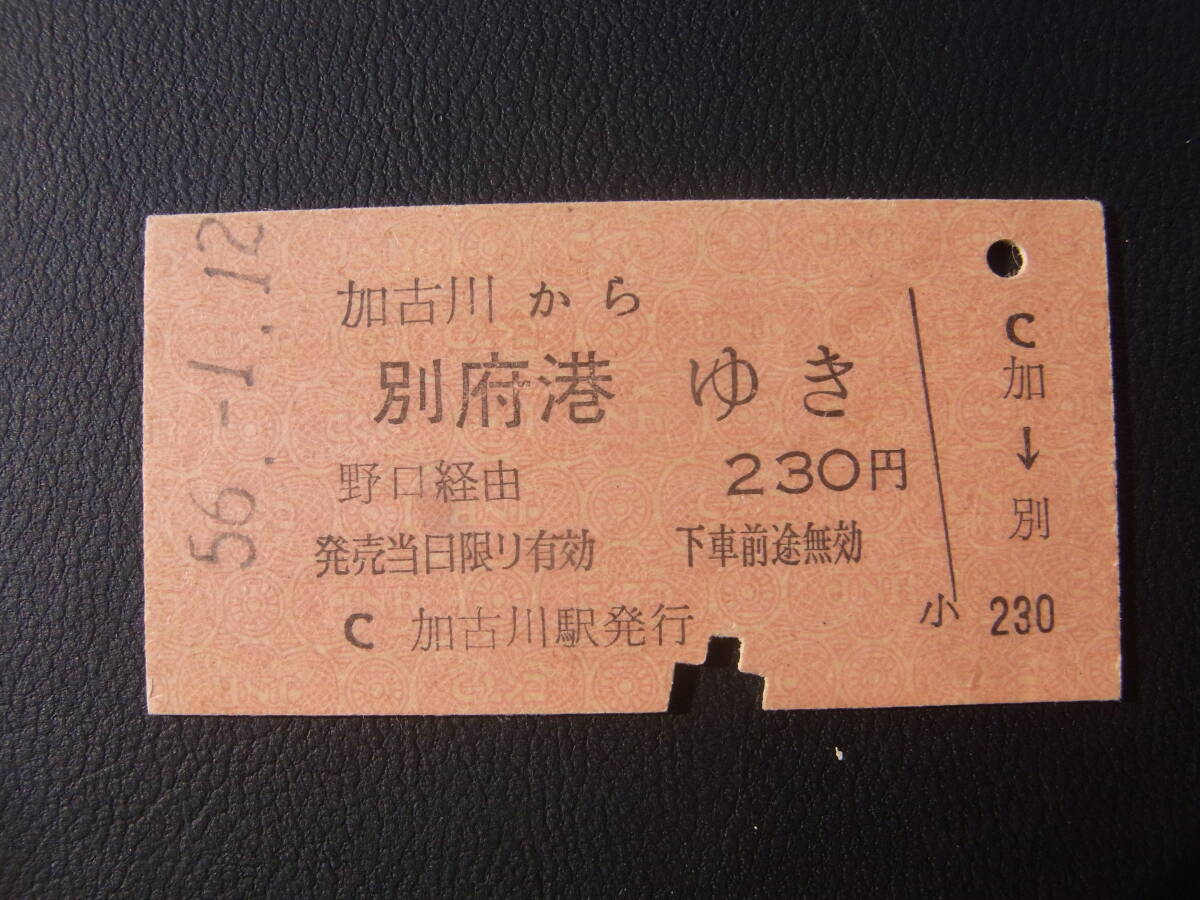 56.-1.12
加古川から
別府港 ゆき
野口経由 230円
発売当日限り有効 下車前途無効
C 加古川駅発行
小
C
加
↓
別
230